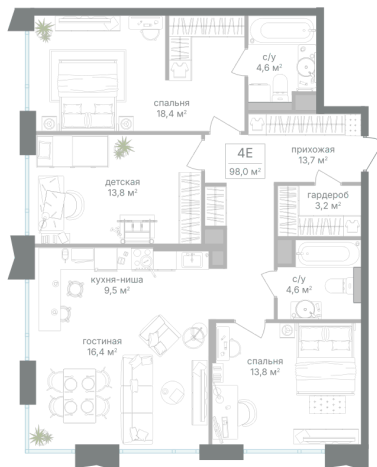 с/у
4,6 м²
спальня
18,4 м²
4Е
98,0 м²
прихожая
13,7 м²
детская
13,8 м²
гардероб
3,2 м²
кухня-ниша
9,5 м²
с/у
4,6 м²
гостиная
16,4 м²
спальня
13,8 м²